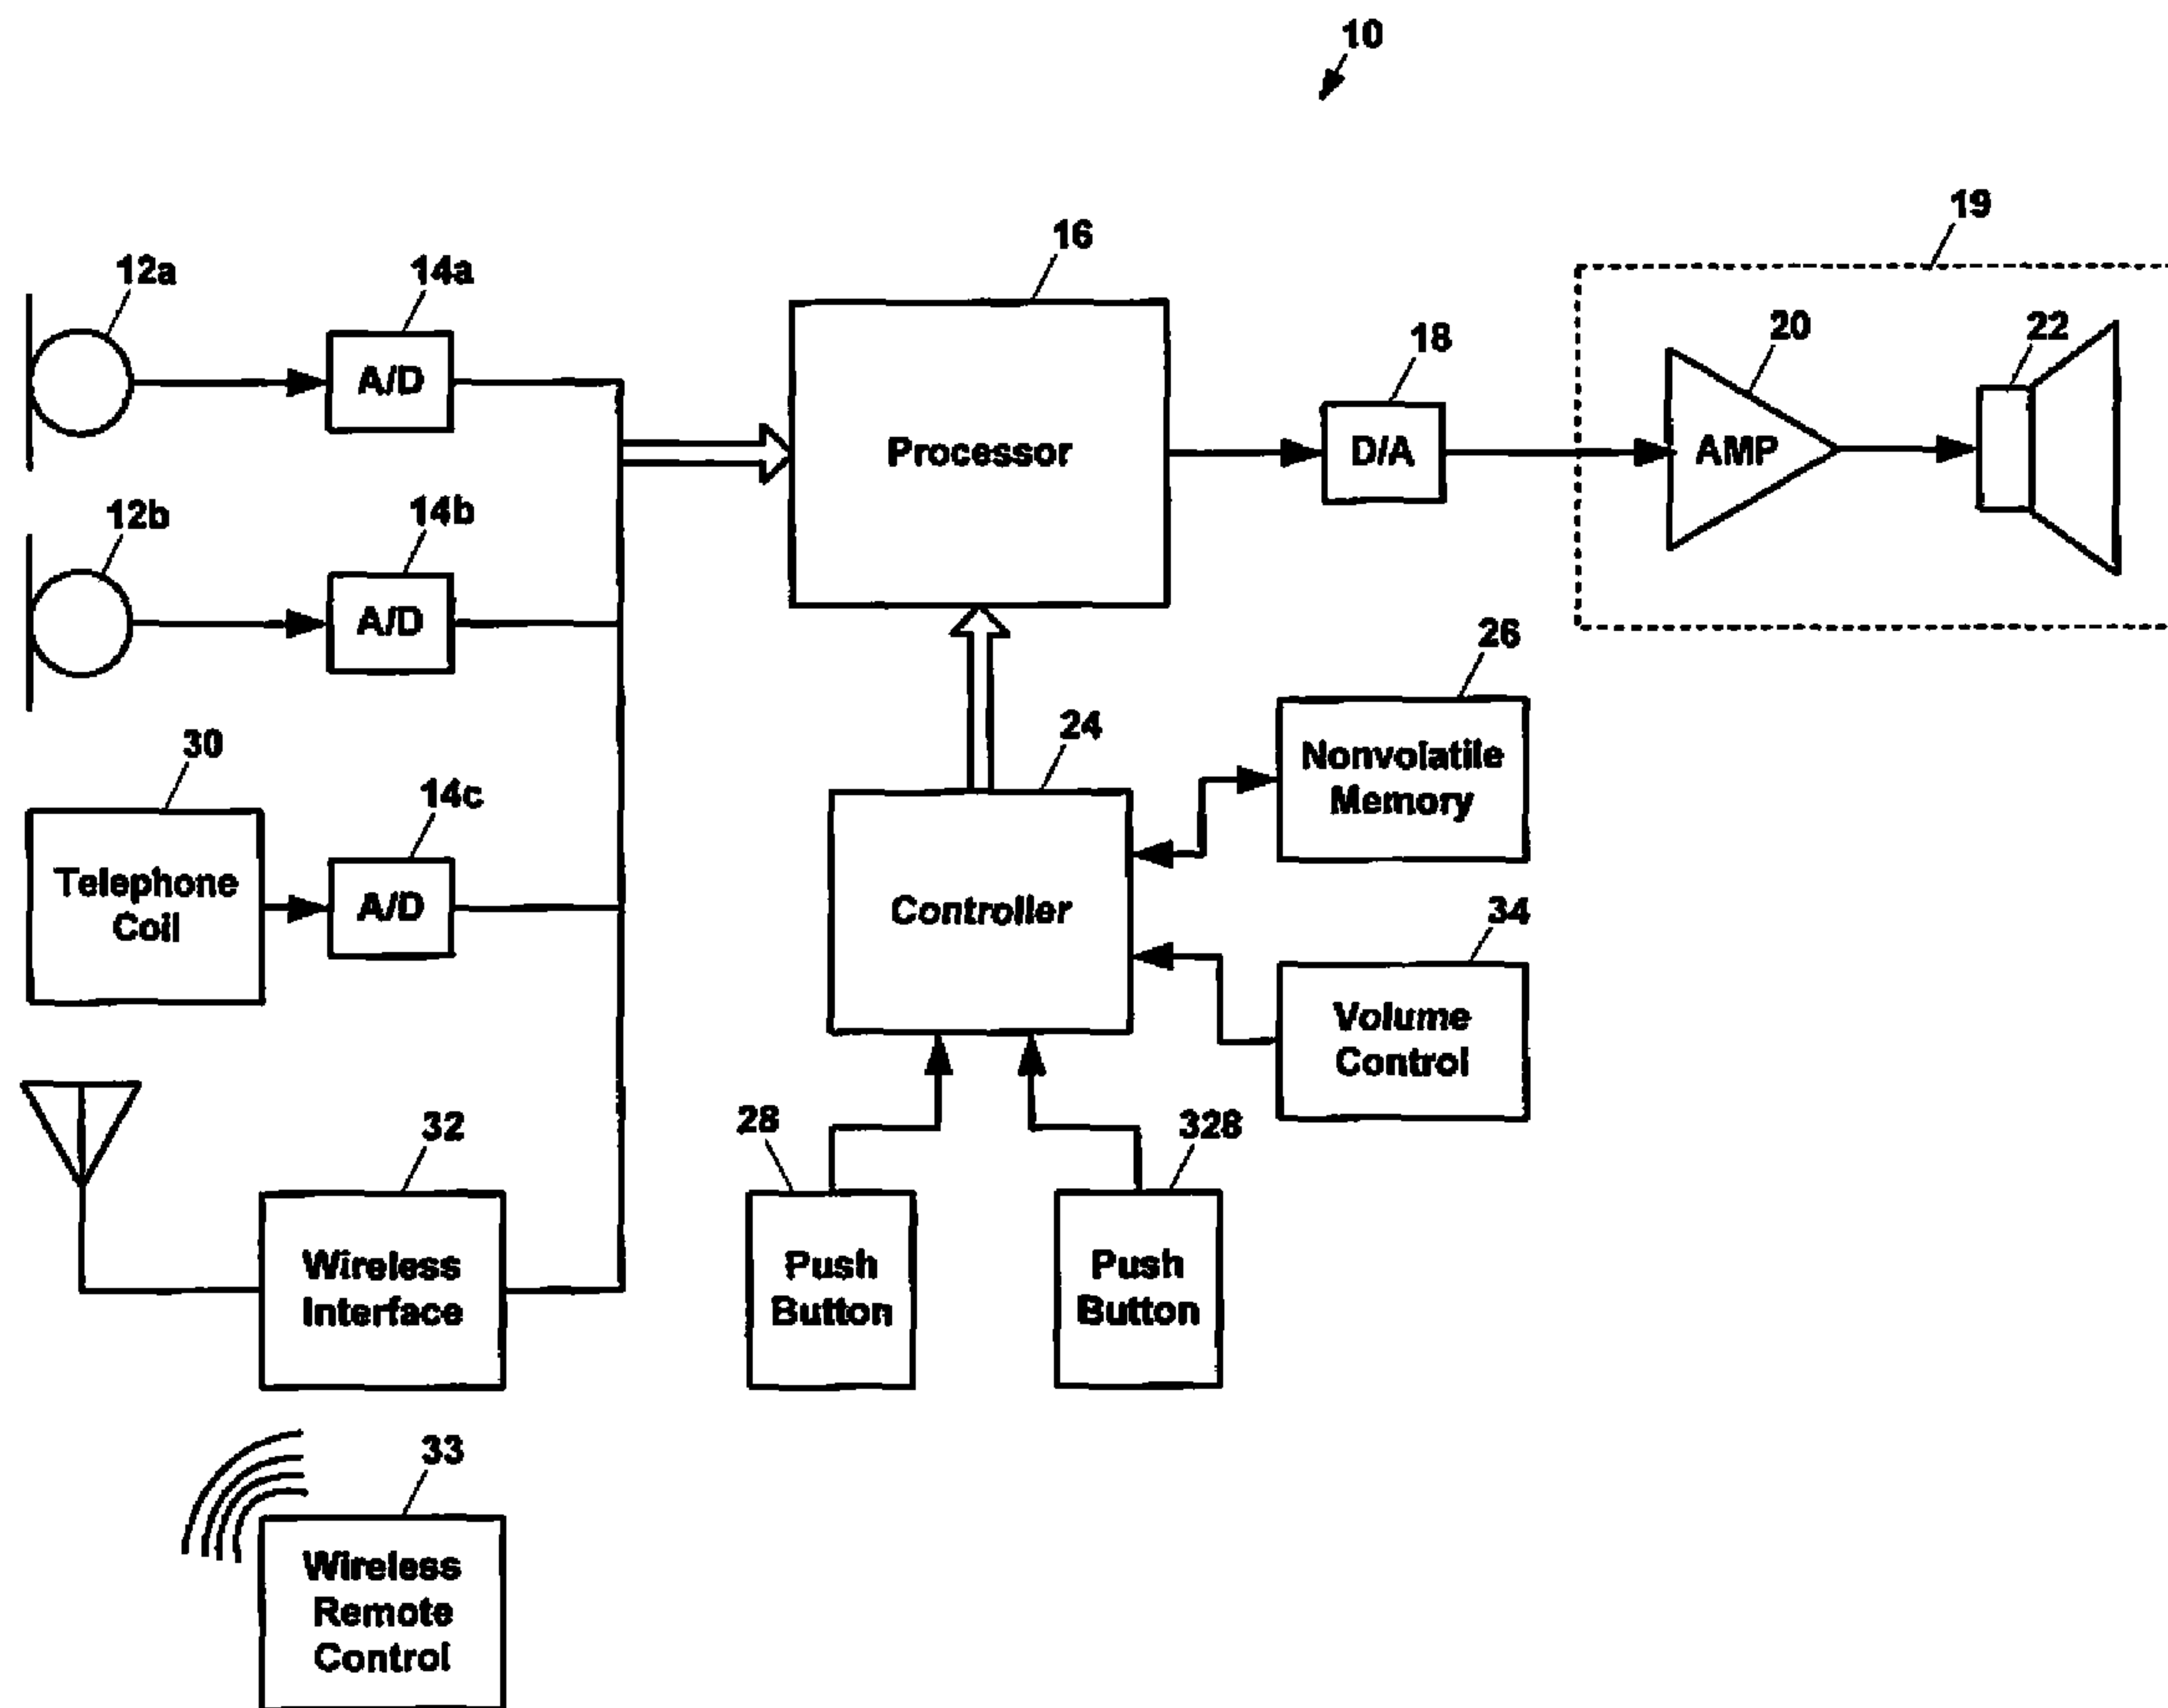 10
19
16
12a
14a
20
22
18
A/D
Processor
D/A
AMP
12b
14b
A/D
26
24
30
14c
Nonvolatile
Memory
Telephone
Coil
A/D
Controller
34
Volume
Control
32
28
328
Wireless
Interface
Push
Button
Push
Button
33
Wireless
Remote
Control